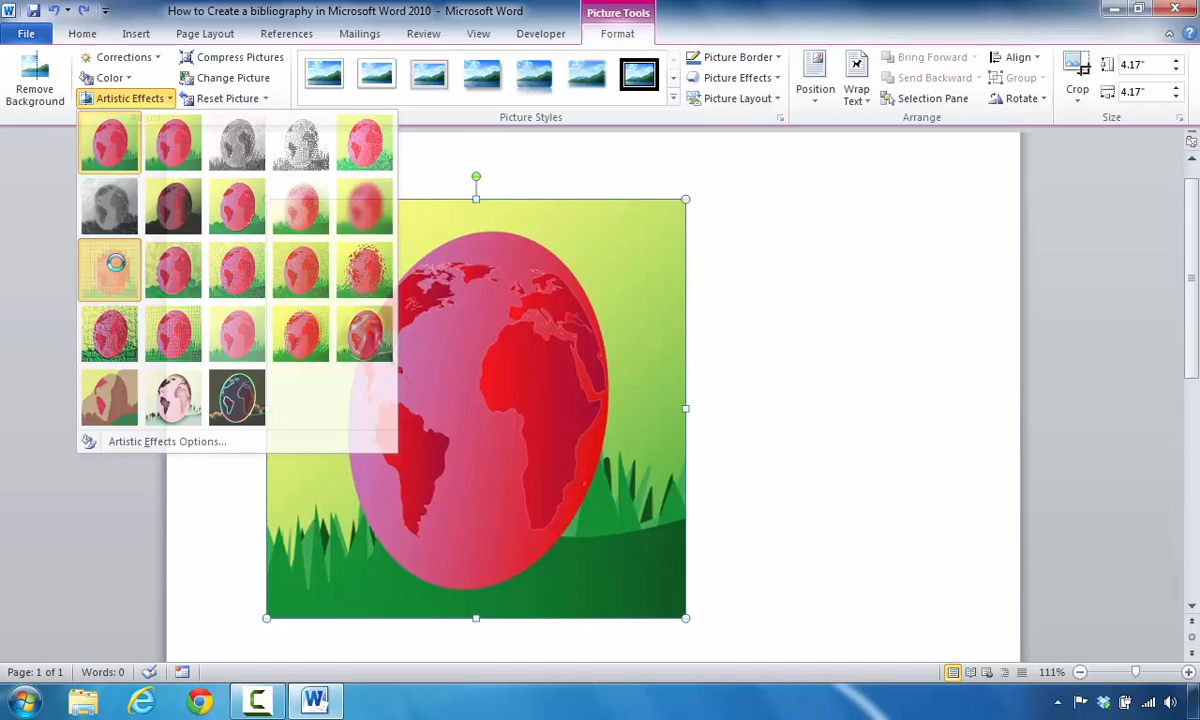 How to Create a bibliography in Microsoft Word 2010 - Microsoft Word
Picture Tools
File Home Insert Page Layout References Mailings Review View Developer Format
Remove Background
Corrections
Color
Artistic Effects
Compress Pictures
Change Picture
Reset Picture
Picture Border
Picture Effects
Picture Layout
Picture Styles
Position
Wrap Text
Bring Forward
Send Backward
Selection Pane
Align
Group
Rotate
Arrange
Crop
4.17"
4.17"
Size
Artistic Effects Options...
Page: 1 of 1 Words: 0
111%